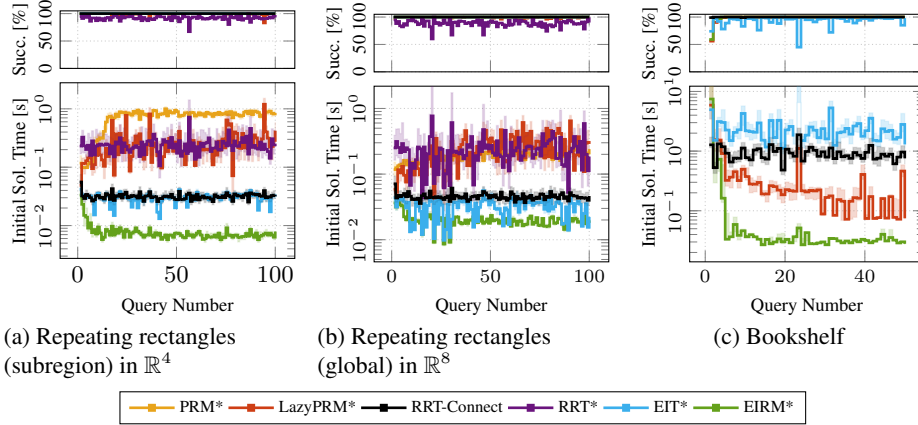 Succ. [%]
100
50
0
Initial Sol. Time [s]
10^0
10^-1
10^-2
0
50
100
Query Number
(a) Repeating rectangles
(subregion) in ℝ^4
Succ. [%]
100
50
0
Initial Sol. Time [s]
10^0
10^-1
10^-2
0
50
100
Query Number
(b) Repeating rectangles
(global) in ℝ^8
Succ. [%]
100
50
0
Initial Sol. Time [s]
10^1
10^0
10^-1
0
20
40
Query Number
(c) Bookshelf
PRM* LazyPRM* RRT-Connect RRT* EIT* EIRM*